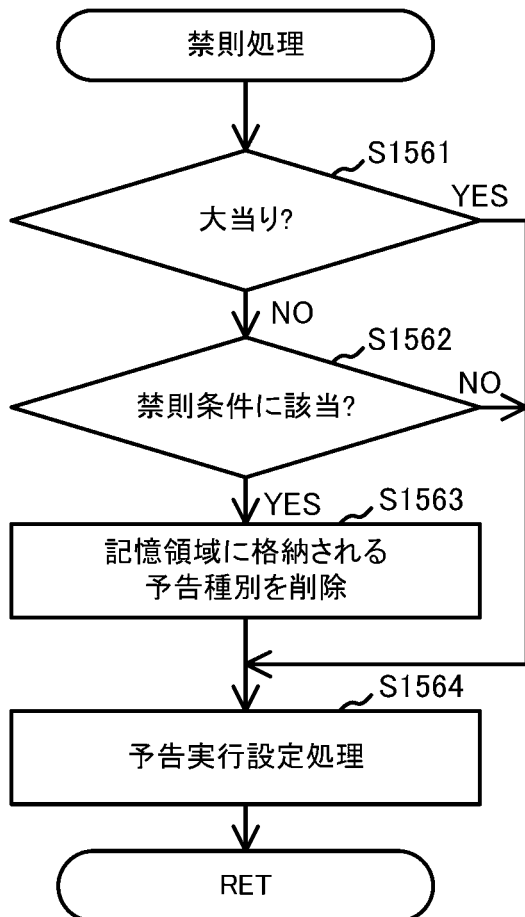 禁則処理
S1561
大当り?
YES
NO
S1562
禁則条件に該当?
NO
YES
S1563
記憶領域に格納される
予告種別を削除
S1564
予告実行設定処理
RET